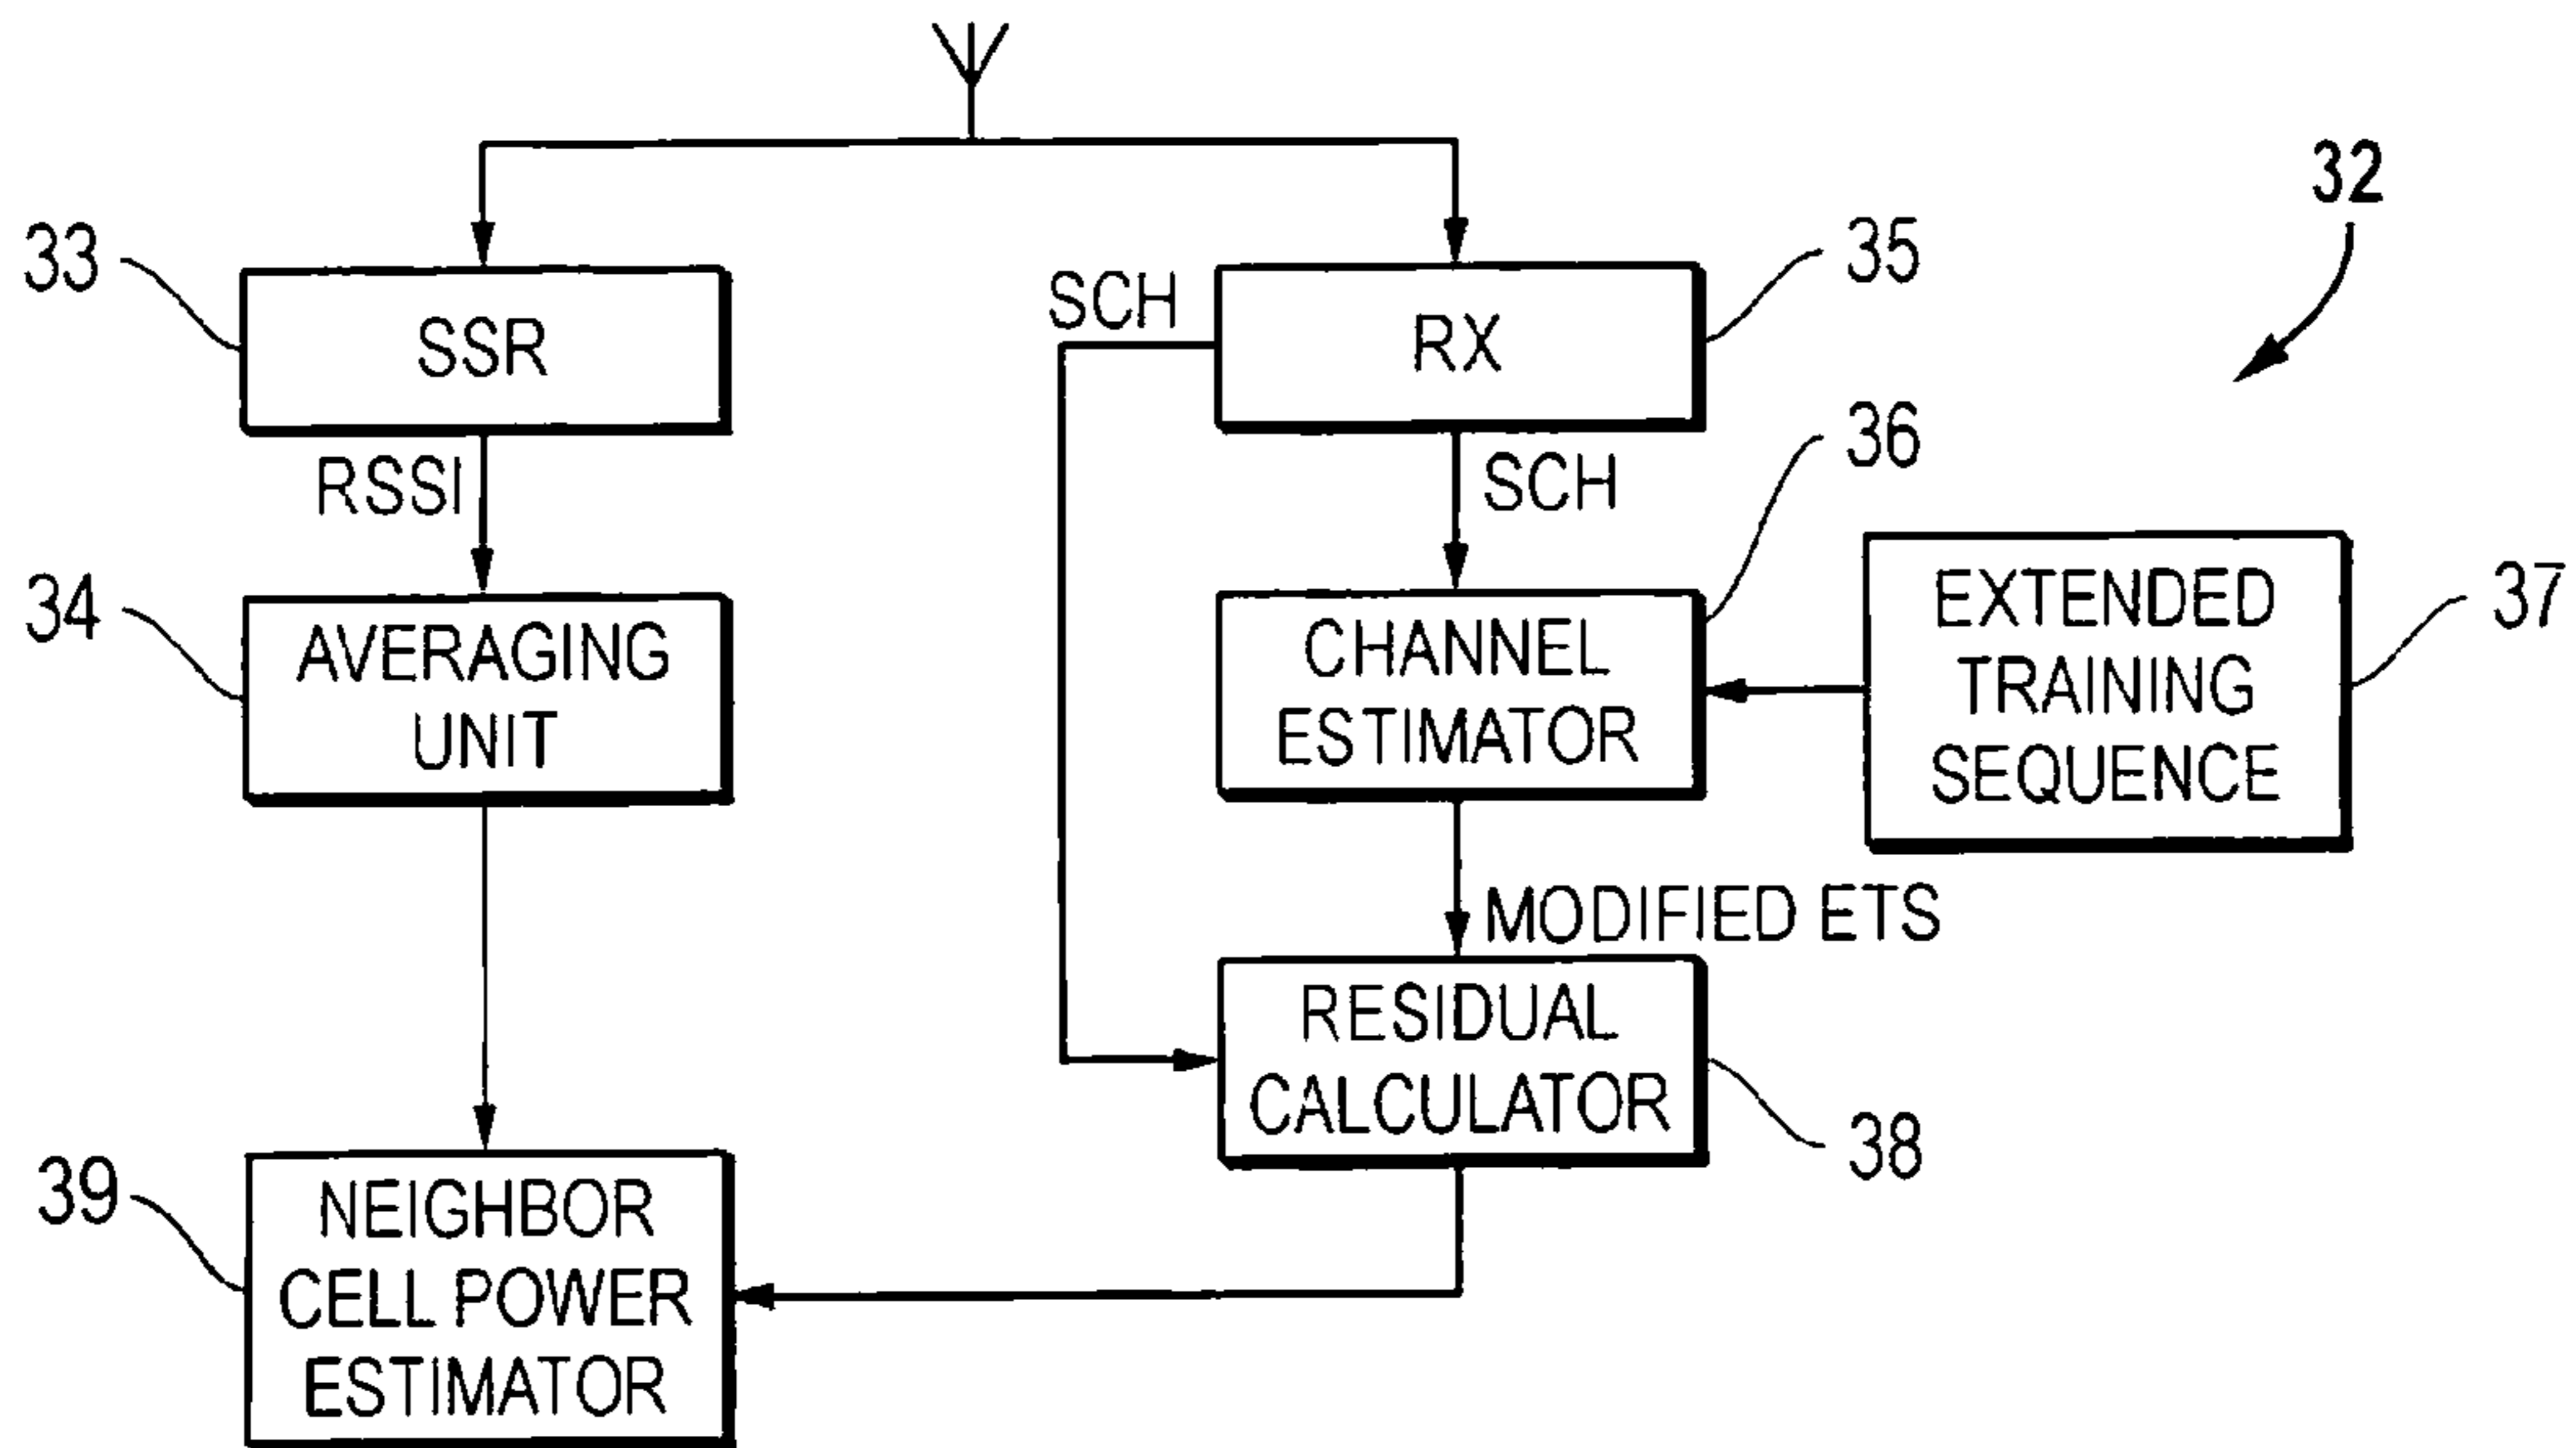 32
33
SSR
SCH
RX
35
RSSI
SCH
36
34
AVERAGING
UNIT
CHANNEL
ESTIMATOR
EXTENDED
TRAINING
SEQUENCE
37
MODIFIED ETS
RESIDUAL
CALCULATOR
38
39
NEIGHBOR
CELL POWER
ESTIMATOR